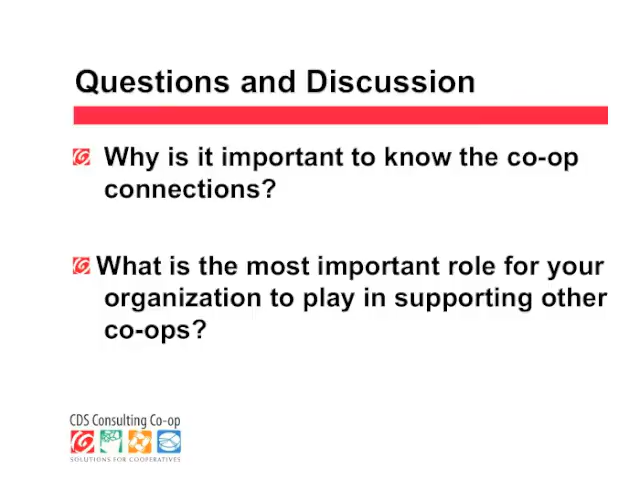 Questions and Discussion
Why is it important to know the co-op
connections?
What is the most important role for your
organization to play in supporting other
co-ops?
CDS Consulting Co-op
SOLUTIONS FOR COOPERATIVES